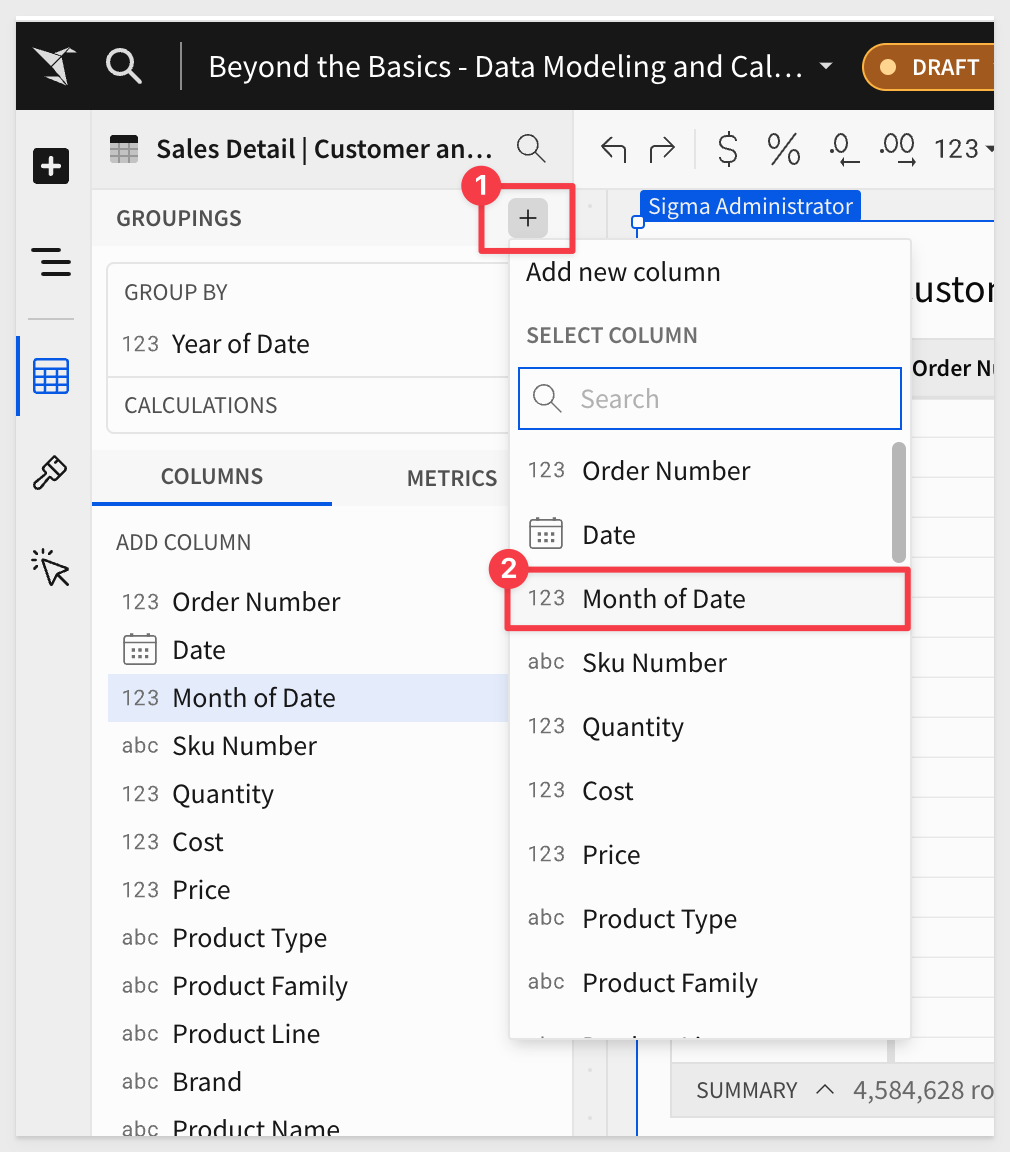 Beyond the Basics - Data Modeling and Cal...
DRAFT
Sales Detail | Customer an...
$ % .0 .00 123
1
GROUPINGS
+
Sigma Administrator
GROUP BY
123 Year of Date
CALCULATIONS
COLUMNS
METRICS
ADD COLUMN
123 Order Number
Date
123 Month of Date
abc Sku Number
123 Quantity
123 Cost
123 Price
abc Product Type
abc Product Family
abc Product Line
abc Brand
abc Product Name
Add new column
SELECT COLUMN
Search
123 Order Number
Date
2
123 Month of Date
abc Sku Number
123 Quantity
123 Cost
123 Price
abc Product Type
abc Product Family
ustor
Order N
SUMMARY 4,584,628 ro